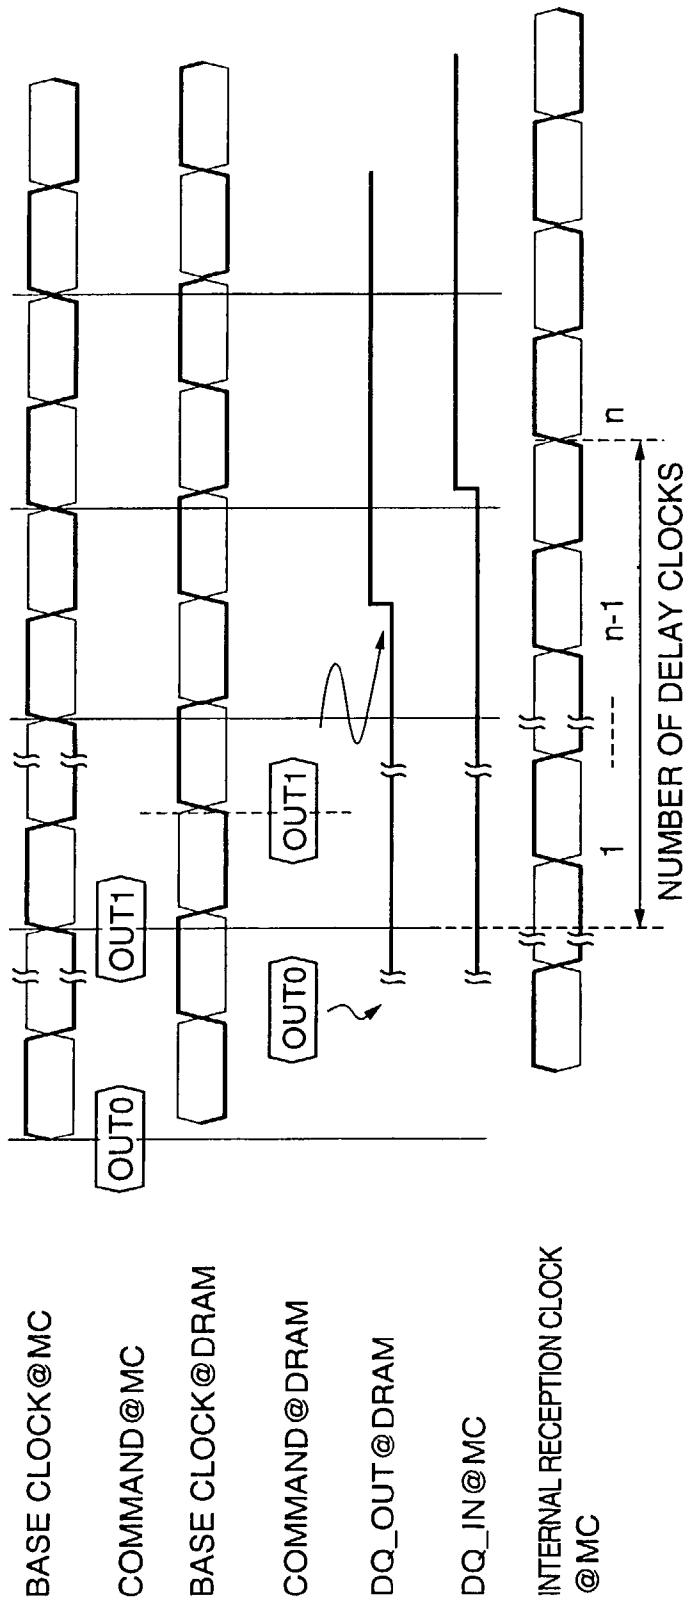 BASE CLOCK@MC
COMMAND@MC
OUT0
OUT1
BASE CLOCK@DRAM
COMMAND@DRAM
OUT0
OUT1
DQ_OUT@DRAM
DQ_IN@MC
INTERNAL RECEPTION CLOCK
@MC
1
n-1
n
NUMBER OF DELAY CLOCKS